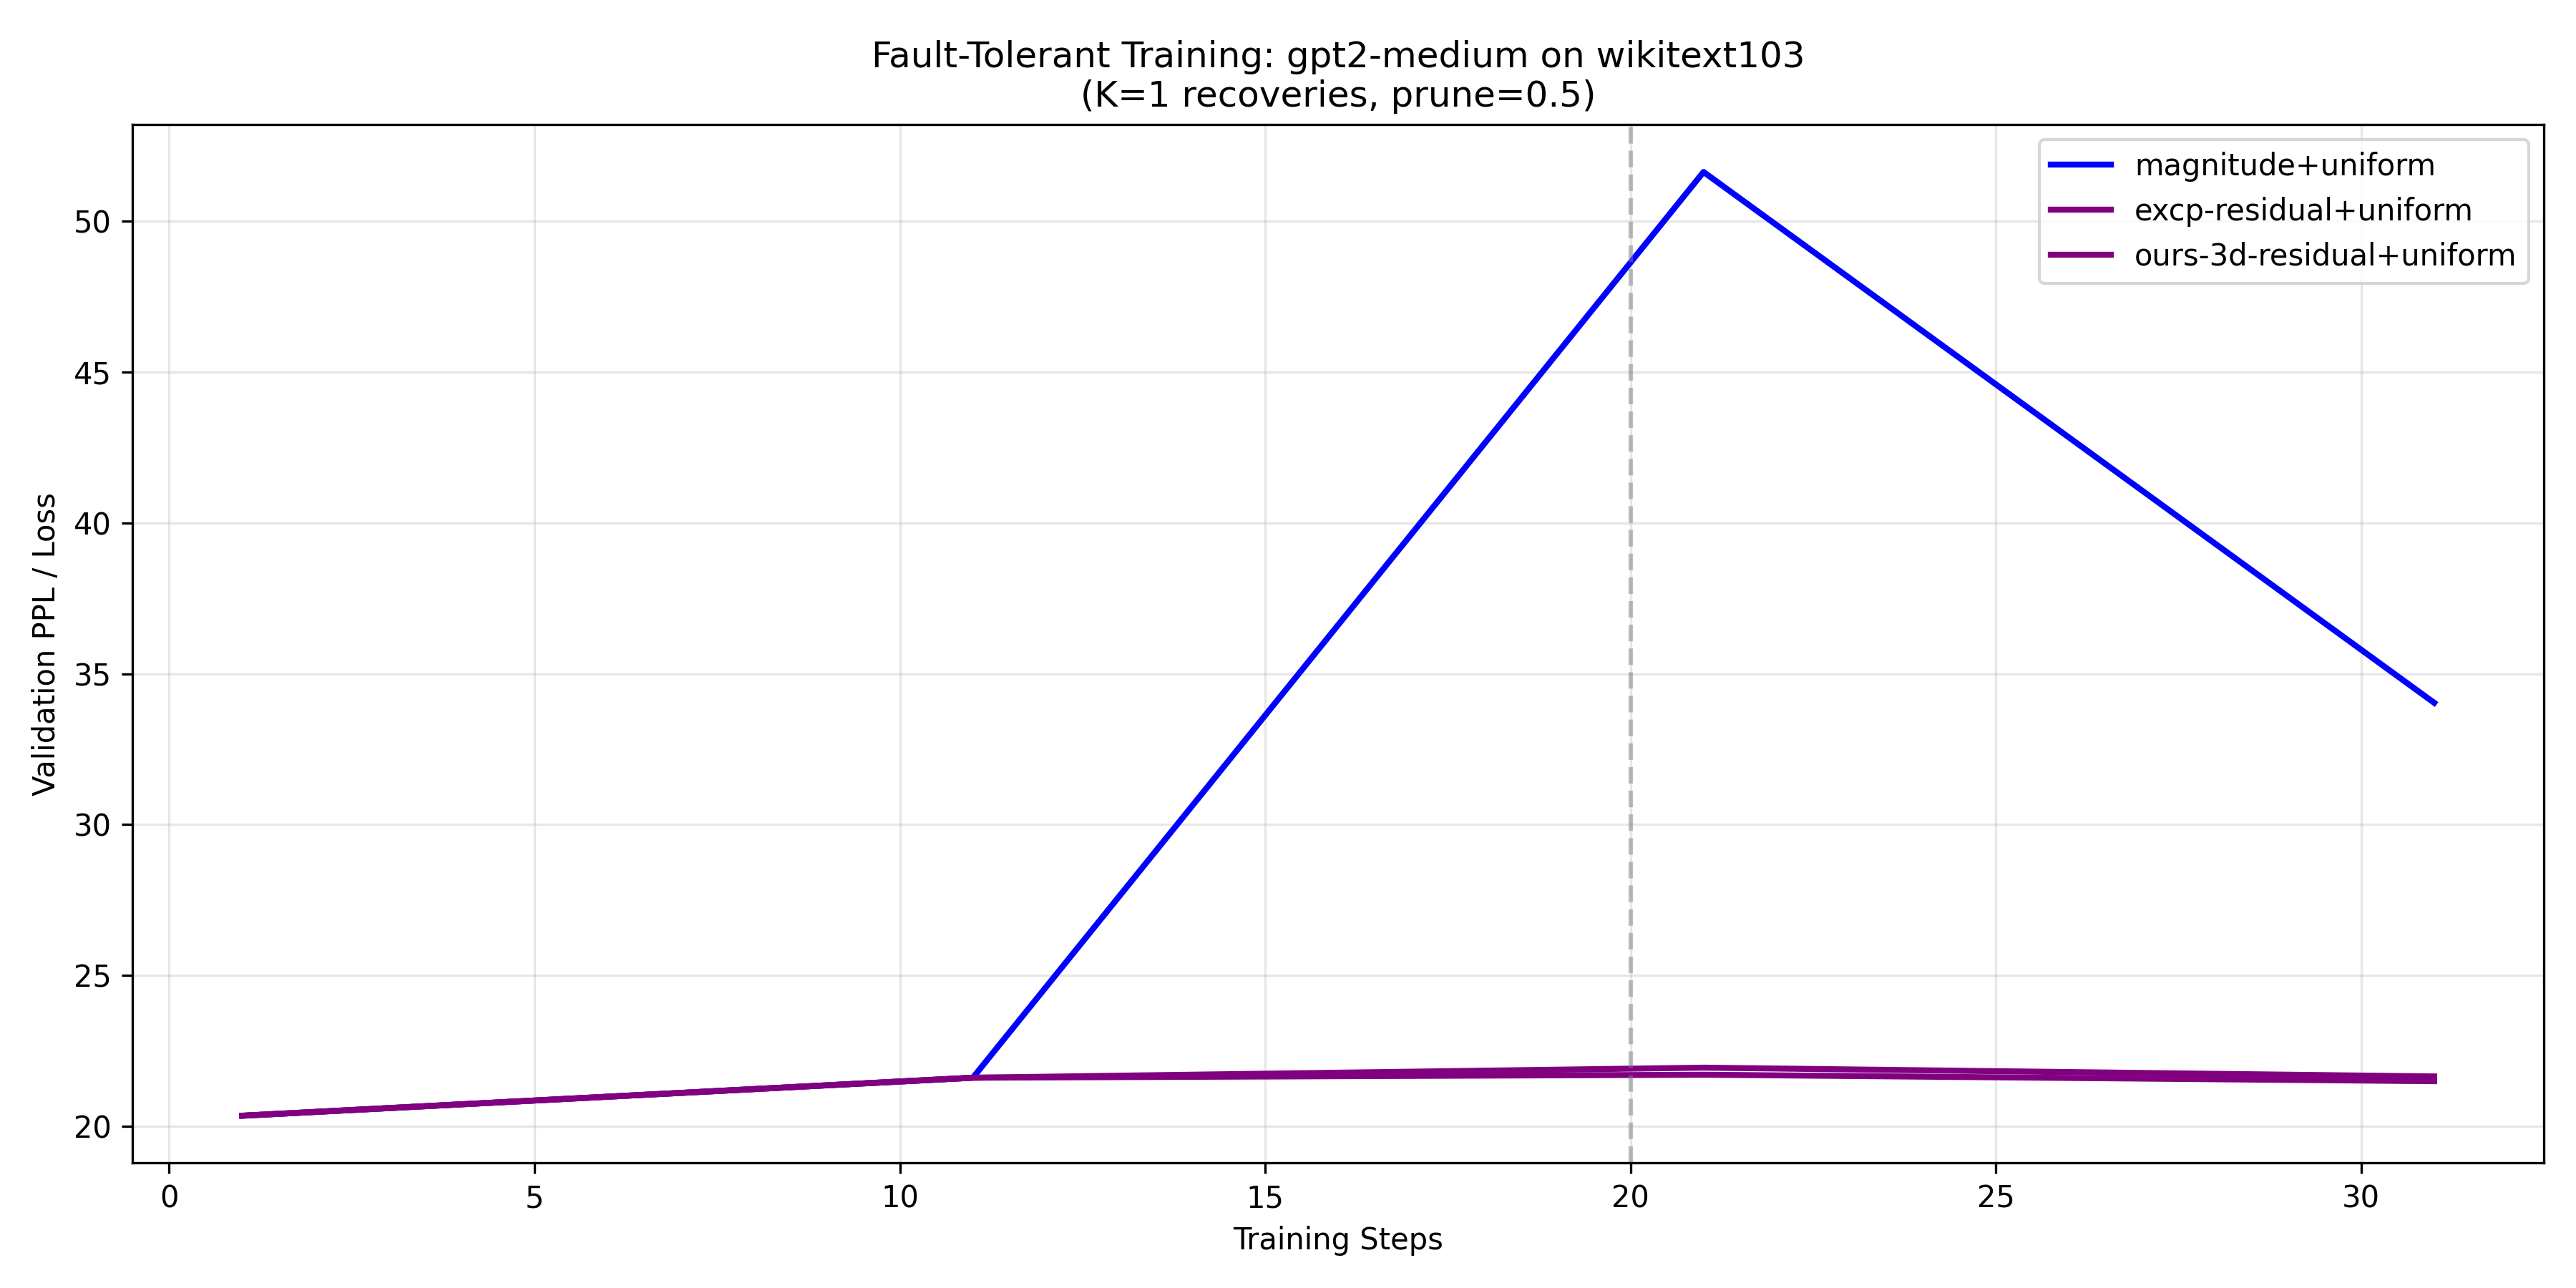 Fault-Tolerant Training: gpt2-medium on wikitext103
(K=1 recoveries, prune=0.5)
magnitude+uniform
excp-residual+uniform
ours-3d-residual+uniform
Validation PPL / Loss
50
45
40
35
30
25
20
0 5 10 15 20 25 30
Training Steps